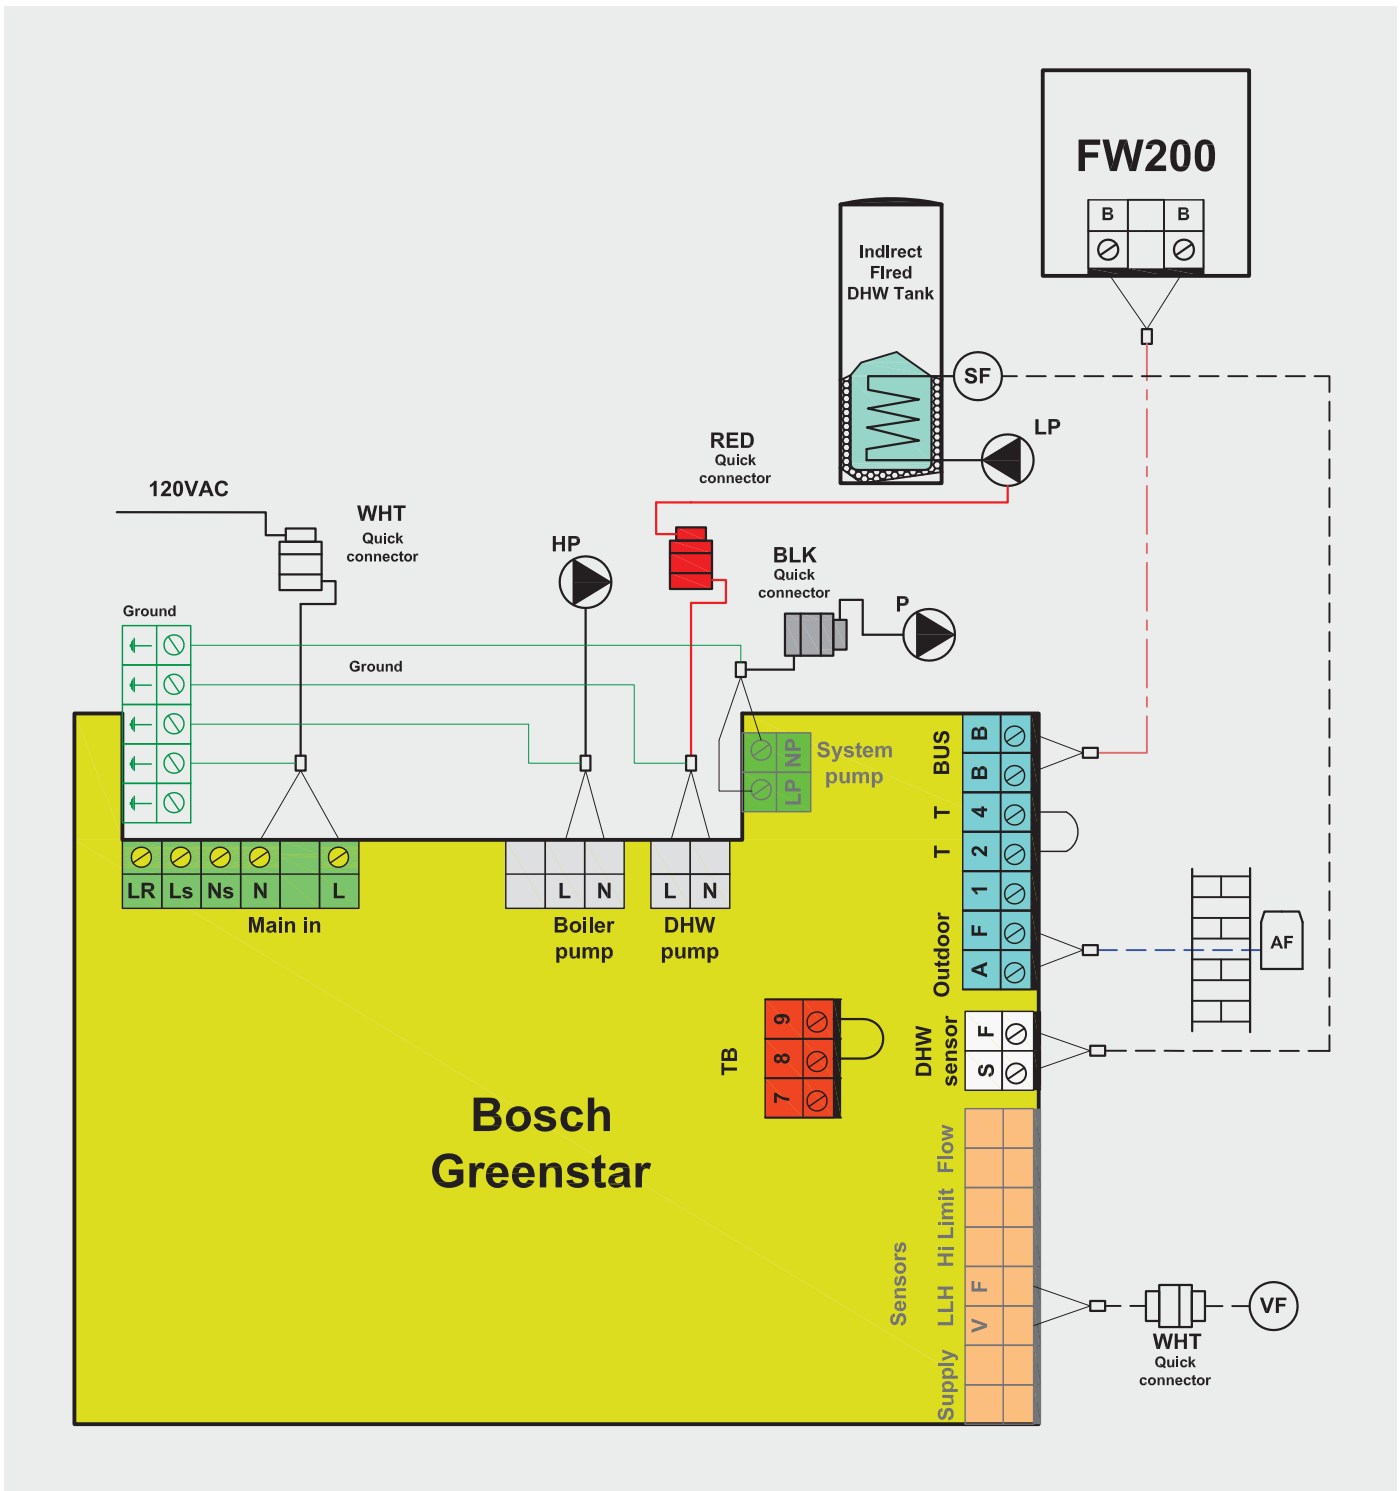 FW200
B B
IndIrect
FIred
DHW Tank
SF
LP
RED
Quick
connector
120VAC
WHT
Quick
connector
HP
BLK
Quick
connector
P
Ground
Ground
System
pump
NP
LP
BUS
B
B
T
4
T
2
1
Outdoor
F
A
AF
LR Ls Ns N L
Main in
L N
Boiler
pump
L N
DHW
pump
TB
9
8
7
DHW
sensor
F
S
Bosch
Greenstar
Sensors
Flow
Hi Limit
LLH
F
V
Supply
VF
WHT
Quick
connector